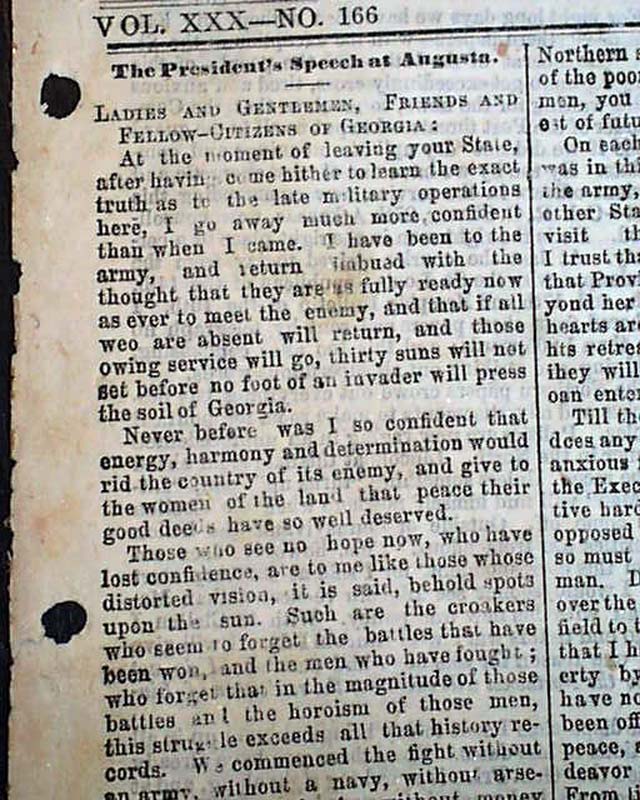 VOL. XXX—NO. 166
The President's Speech at Augusta.
LADIES AND GENTLEMEN, FRIENDS AND
FELLOW-CITIZENS OF GEORGIA:
At the moment of leaving your State,
after havin come hither to learn the exact
truth as to the late military operations
here, I go away much more confident
than when I came. I have been to the
army, and return imbued with the
thought that they are as fully ready now
as ever to meet the enemy, and that if all
weo are absent will return, and those
owing service will go, thirty suns will not
set before no foot of an invader will press
the soil of Georgia.
Never before was I so confident that
energy, harmony and determination would
rid the country of its enemy, and give to
the women of the land that peace their
good deeds have so well deserved.
Those who see no hope now, who have
lost confidence, are to me like those whose
distorted vision, it is said, behold spots
upon the sun. Such are the croakers
who seem to forget the battles that have
been won, and the men who have fought;
who forget that in the magnitude of those
battles and the horoism of those men,
this struggle exceeds all that history re-
cords. We commenced the fight without
an army, without a navy, without arse-
without money
Northern
of the poor
men, you
est of futu
On each
was in thi
the army,
other Sta
visit th
I trust tha
that Prov
yond her
hearts are
hts retre
ihey will
oan enter
Till th
dces any
anxious
the Exec
tive hard
opposed
so must
man.
over the
field to t
that I h
erty by
have no
been off
peace,
deavor
From